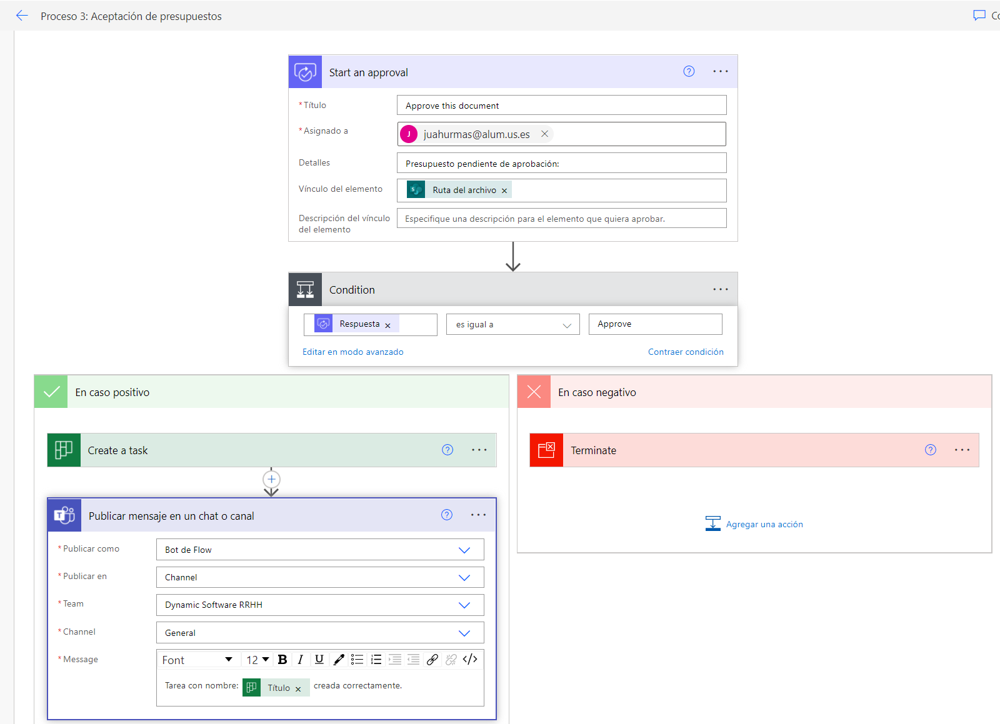 Proceso 3: Aceptación de presupuestos
Start an approval
* Título
Approve this document
* Asignado a
J juahurmas@alum.us.es
Detalles
Presupuesto pendiente de aprobación:
Vínculo del elemento
Ruta del archivo
Descripción del vínculo
del elemento
Especifique una descripción para el elemento que quiera aprobar.
Condition
Respuesta
es igual a
Approve
Editar en modo avanzado
Contraer condición
En caso positivo
En caso negativo
Create a task
Terminate
Publicar mensaje en un chat o canal
Agregar una acción
* Publicar como
Bot de Flow
* Publicar en
Channel
* Team
Dynamic Software RRHH
* Channel
General
* Message
Font 12 B I U </>
Tarea con nombre: Título creada correctamente.